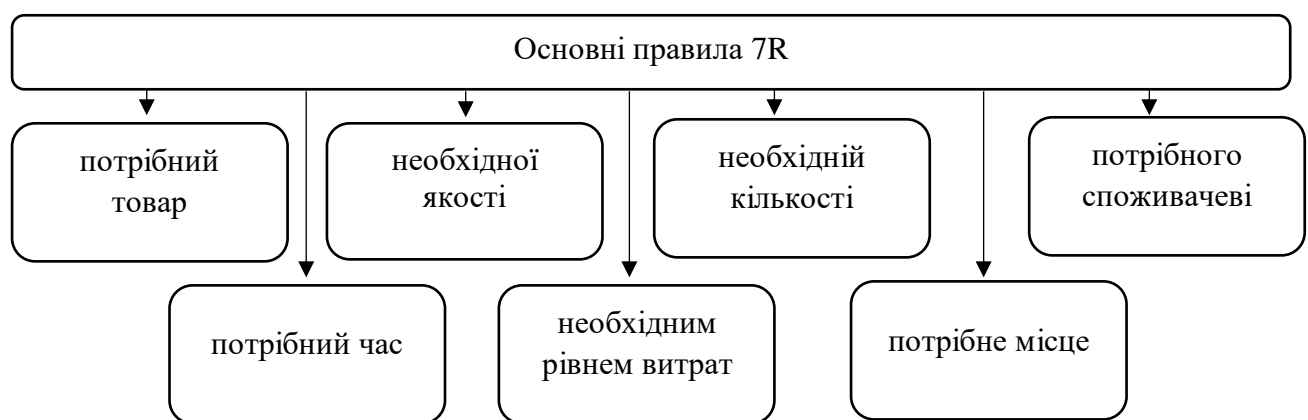 Основні правила 7R
потрібний
товар
необхідної
якості
необхідній
кількості
потрібного
споживачеві
потрібний час
необхідним
рівнем витрат
потрібне місце